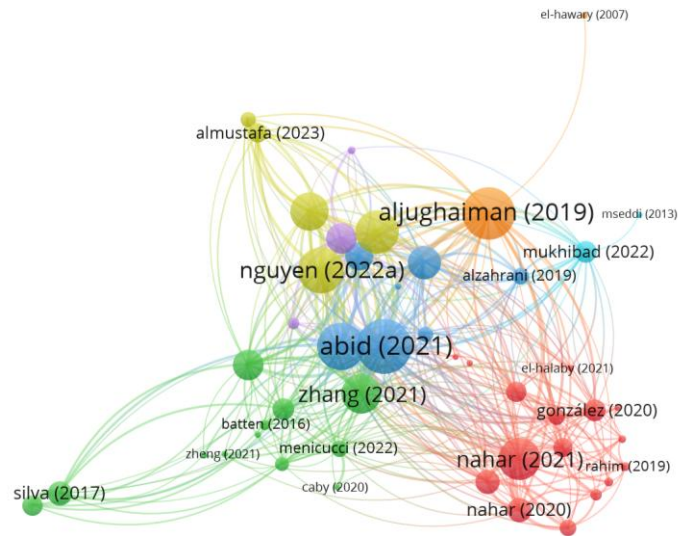 el-hawary (2007)
almustafa (2023)
aljughaiman (2019)
mseddi (2013)
mukhibad (2022)
nguyen (2022a)
alzahrani (2019)
abid (2021)
el-halaby (2021)
zhang (2021)
gonzález (2020)
batten (2016)
menicucci (2022)
zheng (2021)
nahar (2021)
rahim (2019)
caby (2020)
silva (2017)
nahar (2020)